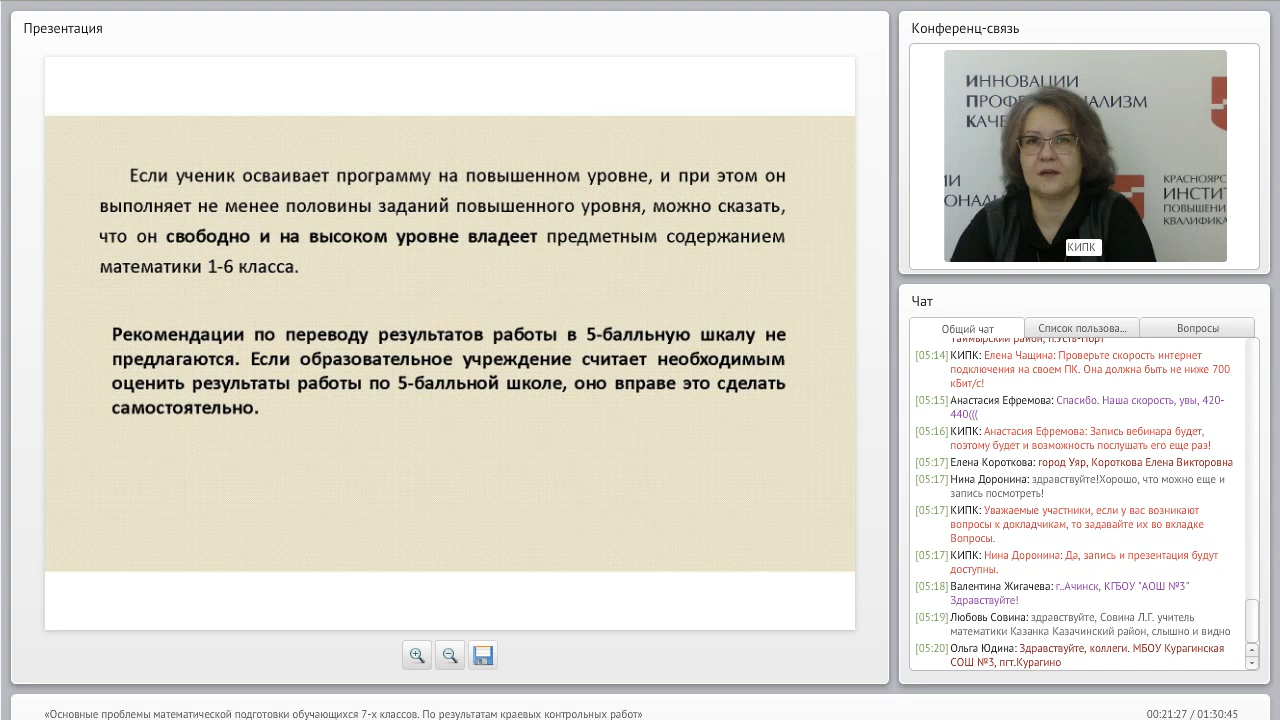 Презентация
Если ученик осваивает программу на повышенном уровне, и при этом он
выполняет не менее половины заданий повышенного уровня, можно сказать,
что он свободно и на высоком уровне владеет предметным содержанием
математики 1-6 класса.
Рекомендации по переводу результатов работы в 5-балльную шкалу не
предлагаются. Если образовательное учреждение считает необходимым
оценить результаты работы по 5-балльной школе, оно вправе это сделать
самостоятельно.
Конференц-связь
ИННОВАЦИИ
КАЧЕ
КРАСНОЯРС
ИНСТИТ
ПОВЫШЕНИ
КВАЛИФИКА
КИПК
Чат
Общий чат
Список пользова...
Вопросы
Таймырский район, п.Усть-Порт
[05:14] КИПК: Елена Чащина: Проверьте скорость интернет
подключения на своем ПК. Она должна быть не ниже 700
кБит/с!
[05:15] Анастасия Ефремова: Спасибо. Наша скорость, увы, 420-
440(((
[05:16] КИПК: Анастасия Ефремова: Запись вебинара будет,
поэтому будет и возможность послушать его еще раз!
[05:17] Елена Короткова: город Уяр, Короткова Елена Викторовна
[05:17] Нина Доронина: здравствуйте!Хорошо, что можно еще и
запись посмотреть!
[05:17] КИПК: Уважаемые участники, если у вас возникают
вопросы к докладчикам, то задавайте их во вкладке
Вопросы.
[05:17] КИПК: Нина Доронина: Да, запись и презентация будут
доступны.
[05:18] Валентина Жигачева: г..Ачинск, КГБОУ "АОШ №3"
Здравствуйте!
[05:19] Любовь Совина: здравствуйте, Совина Л.Г. учитель
математики Казанка Казачинский район, слышно и видно
[05:20] Ольга Юдина: Здравствуйте, коллеги. МБОУ Курагинская
СОШ №3, пгт.Курагино
«Основные проблемы математической подготовки обучающихся 7-х классов. По результатам краевых контрольных работ»
00:21:27 / 01:30:45